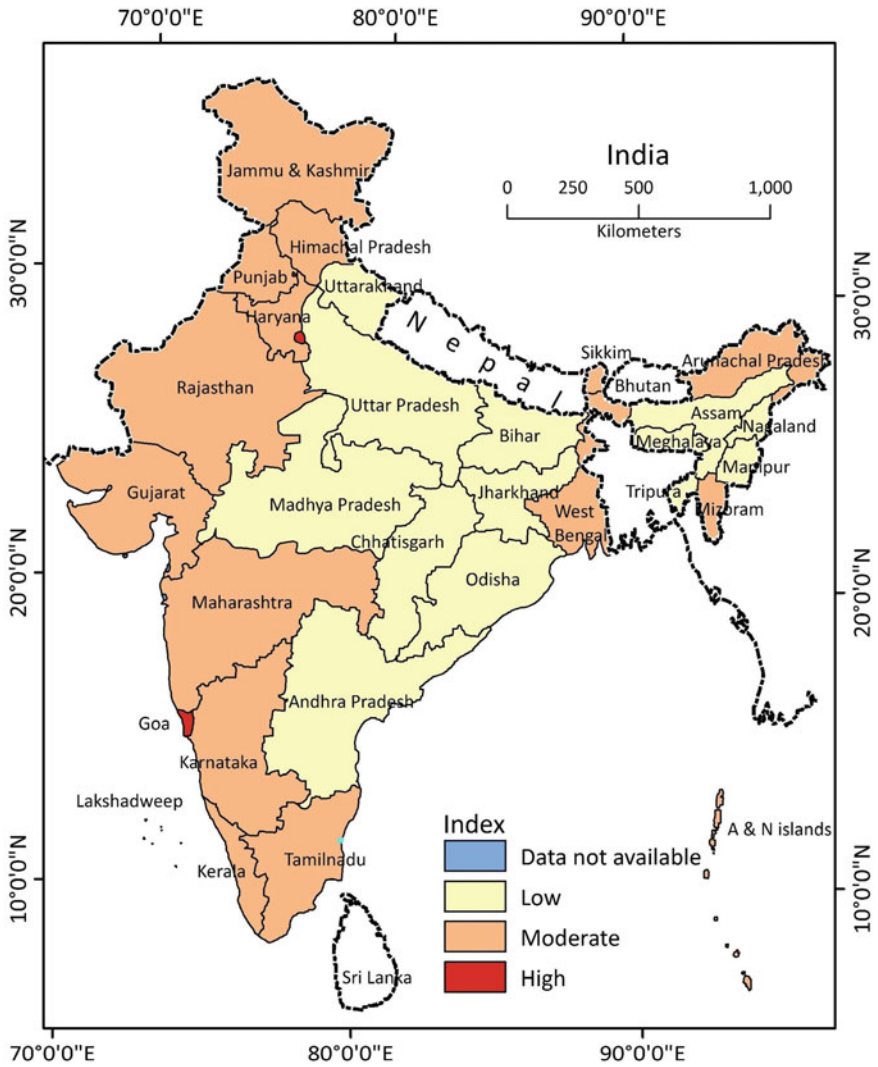 70°0'0"E
80°0'0"E
90°0'0"E
India
0
250
500
1,000
Kilometers
30°0'0"N
30°0'0"N
20°0'0"N
20°0'0"N
10°0'0"N
10°0'0"N
Jammu & Kashmir
Himachal Pradesh
Punjab
Uttarakhand
Haryana
Nepal
Sikkim
Arunachal Pradesh
Bhutan
Rajasthan
Uttar Pradesh
Assam
Nagaland
Bihar
Meghalaya
Manipur
Gujarat
Madhya Pradesh
Jharkhand
Tripura
Mizoram
West
Bengal
Chhatisgarh
Odisha
Maharashtra
Andhra Pradesh
Goa
Karnataka
Lakshadweep
A & N islands
Kerala
Tamilnadu
Sri Lanka
Index
Data not available
Low
Moderate
High
70°0'0"E
80°0'0"E
90°0'0"E